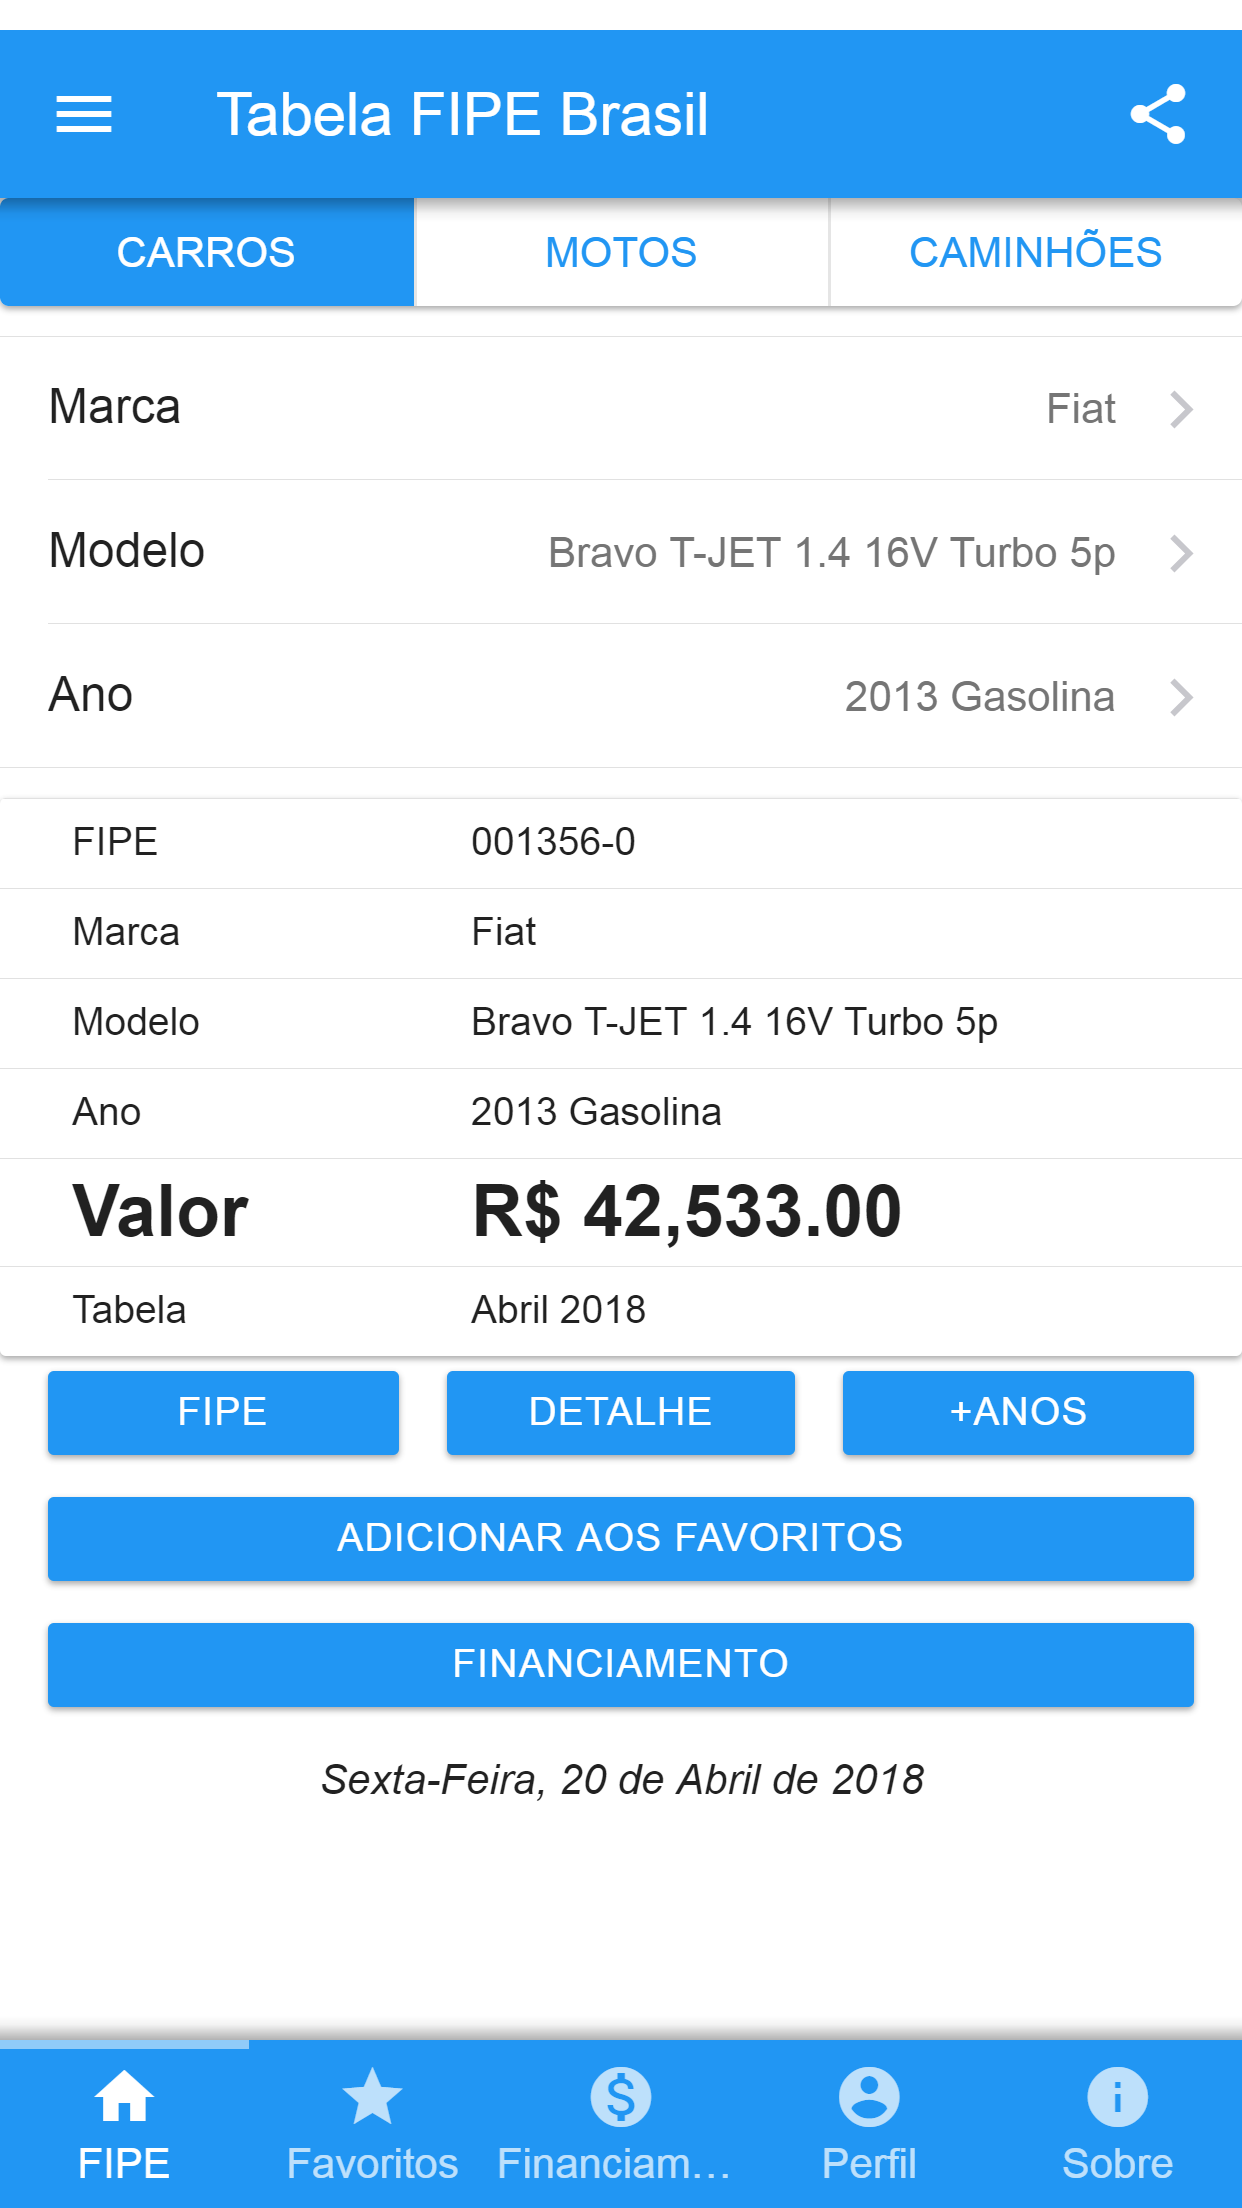 Tabela FIPE Brasil
CARROS MOTOS CAMINHÕES
Marca Fiat
Modelo Bravo T-JET 1.4 16V Turbo 5p
Ano 2013 Gasolina
FIPE 001356-0
Marca Fiat
Modelo Bravo T-JET 1.4 16V Turbo 5p
Ano 2013 Gasolina
Valor R$ 42,533.00
Tabela Abril 2018
FIPE DETALHE +ANOS
ADICIONAR AOS FAVORITOS
FINANCIAMENTO
Sexta-Feira, 20 de Abril de 2018
FIPE Favoritos Financiam... Perfil Sobre